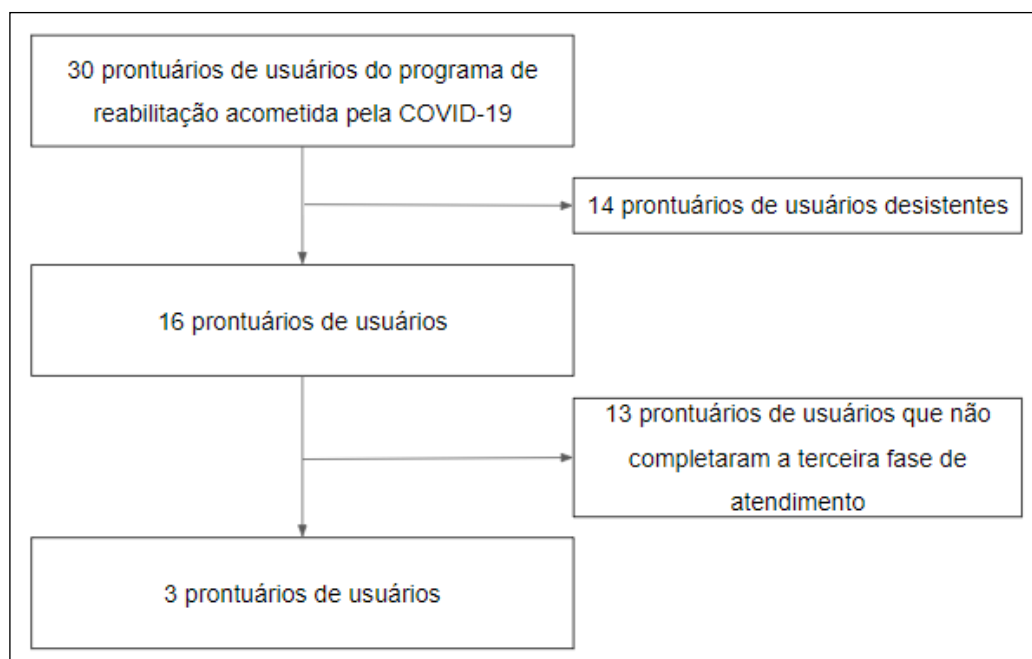 30 prontuários de usuários do programa de
reabilitação acometida pela COVID-19
14 prontuários de usuários desistentes
16 prontuários de usuários
13 prontuários de usuários que não
completaram a terceira fase de
atendimento
3 prontuários de usuários